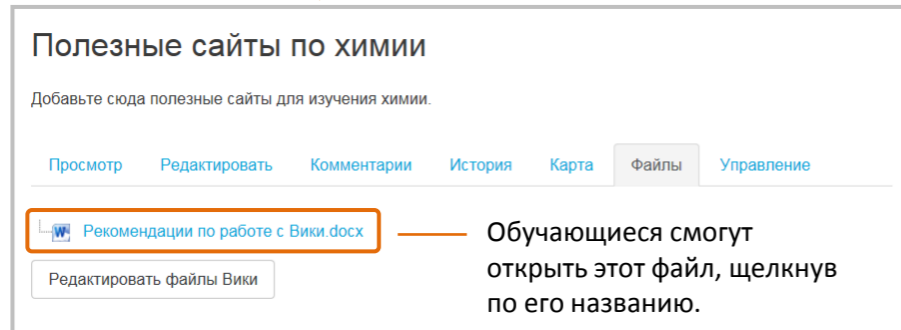 Полезные сайты по химии
Добавьте сюда полезные сайты для изучения химии.
Просмотр Редактировать Комментарии История Карта Файлы Управление
Рекомендации по работе с Вики.docx
Редактировать файлы Вики
Обучающиеся смогут
открыть этот файл, щелкнув
по его названию.